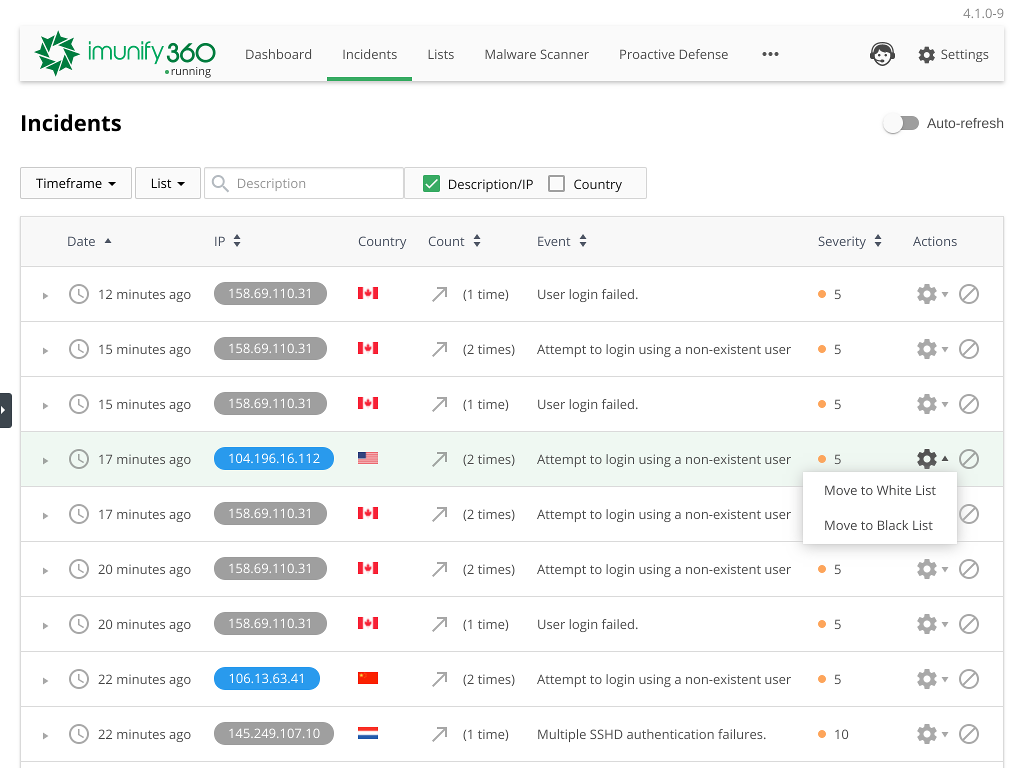 4.1.0-9
imunify360
running
Dashboard Incidents Lists Malware Scanner Proactive Defense ••• Settings
Incidents
Auto-refresh
Timeframe List Description Description/IP Country
Date IP Country Count Event Severity Actions
12 minutes ago 158.69.110.31 (1 time) User login failed. 5
15 minutes ago 158.69.110.31 (2 times) Attempt to login using a non-existent user 5
15 minutes ago 158.69.110.31 (1 time) User login failed. 5
17 minutes ago 104.196.16.112 (2 times) Attempt to login using a non-existent user 5
Move to White List
17 minutes ago 158.69.110.31 (2 times) Attempt to login using a non-existent user
Move to Black List
20 minutes ago 158.69.110.31 (2 times) Attempt to login using a non-existent user 5
20 minutes ago 158.69.110.31 (1 time) User login failed. 5
22 minutes ago 106.13.63.41 (2 times) Attempt to login using a non-existent user 5
22 minutes ago 145.249.107.10 (1 time) Multiple SSHD authentication failures. 10